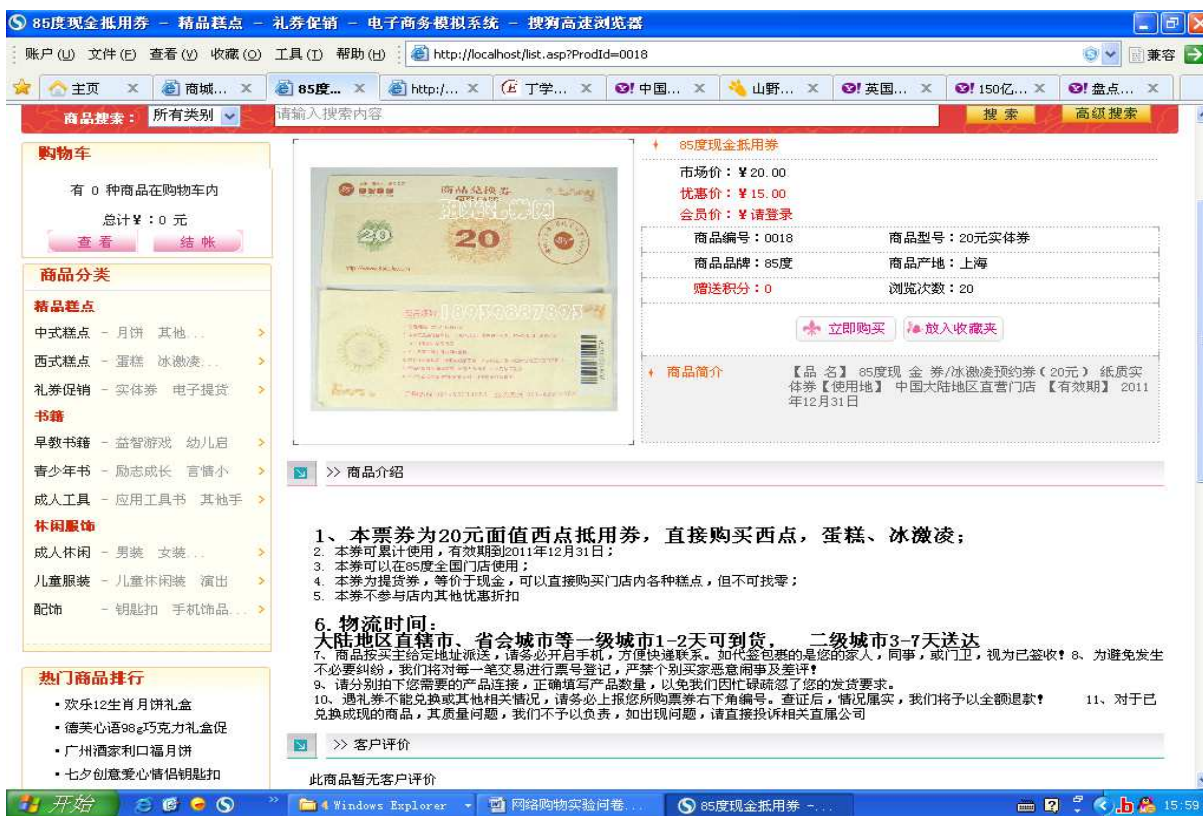 85度现金抵用券 － 精品糕点 － 礼券促销 － 电子商务模拟系统 － 搜狗高速浏览器
账户(U) 文件(F) 查看(V) 收藏(O) 工具(T) 帮助(H) http://localhost/list.asp?ProdId=0018 兼容
主页 商城... 85度... http:/... 丁学... 中国... 山野... 英国... 150亿... 盘点...
商品搜索： 所有类别 请输入搜索内容 搜 索 高级搜索
购物车
有 0 种商品在购物车内
总计￥：0 元
查 看 结 帐
商品分类
精品糕点
中式糕点 － 月饼 其他...
西式糕点 － 蛋糕 冰激凌...
礼券促销 － 实体券 电子提货
书籍
早教书籍 － 益智游戏 幼儿启
青少年书 － 励志成长 言情小
成人工具 － 应用工具书 其他手
休闲服饰
成人休闲 － 男装 女装...
儿童服装 － 儿童休闲装 演出
配饰 － 钥匙扣 手机饰品...
热门商品排行
欢乐12生肖月饼礼盒
德芙心语98g巧克力礼盒促
广州酒家利口福月饼
七夕创意爱心情侣钥匙扣
商品兑换券
20
20
85度现金抵用券
市场价：￥20.00
优惠价：￥15.00
会员价：￥请登录
商品编号：0018 商品型号：20元实体券
商品品牌：85度 商品产地：上海
赠送积分：0 浏览次数：20
立即购买 放入收藏夹
商品简介 【品 名】 85度现 金 券/冰激凌预约券(20元) 纸质实
体券【使用地】 中国大陆地区直营门店 【有效期】 2011
年12月31日
>> 商品介绍
1、本票券为20元面值西点抵用券，直接购买西点，蛋糕、冰激凌；
2. 本券可累计使用，有效期到2011年12月31日；
3. 本券可以在85度全国门店使用；
4. 本券为提货券，等价于现金，可以直接购买门店内各种糕点，但不可找零；
5. 本券不参与店内其他优惠折扣
6.物流时间：
大陆地区直辖市、省会城市等一级城市1-2天可到货， 二级城市3-7天送达
7、商品按买主给定地址派送，请务必开启手机，方便快递联系。如代签包裹的是您的家人，同事，或门卫，视为已签收！8、为避免发生
不必要纠纷，我们将对每一笔交易进行票号登记，严禁个别买家恶意闹事及差评！
9、请分别拍下您需要的产品连接，正确填写产品数量，以免我们因忙碌疏忽了您的发货要求。
10、遇礼券不能兑换或其他相关情况，请务必上报您所购票券右下角编号。查证后，情况属实，我们将予以全额退款！ 11、对于已
兑换成现的商品，其质量问题，我们不予以负责，如出现问题，请直接投诉相关直属公司
>> 客户评价
此商品暂无客户评价
开始 4 Windows Explorer 网络购物实验问卷... 85度现金抵用券 -... 15:59